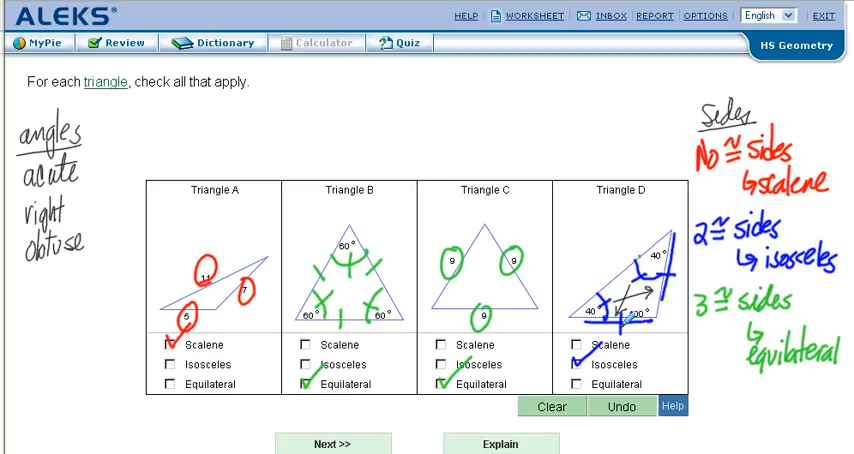 ALEKS®
HELP WORKSHEET INBOX REPORT OPTIONS English EXIT
MyPie Review Dictionary Calculator Quiz
HS Geometry
For each triangle, check all that apply.
angles
acute
right
obtuse
Sides
No ≅ sides
↳ scalene
2 ≅ sides
↳ isosceles
3 ≅ sides
↳ equilateral
Triangle A Triangle B Triangle C Triangle D
11
7
5
60°
60° 60°
9 9
9
40°
40° 100°
Scalene Scalene Scalene Scalene
Isosceles Isosceles Isosceles Isosceles
Equilateral Equilateral Equilateral Equilateral
Clear Undo Help
Next >> Explain